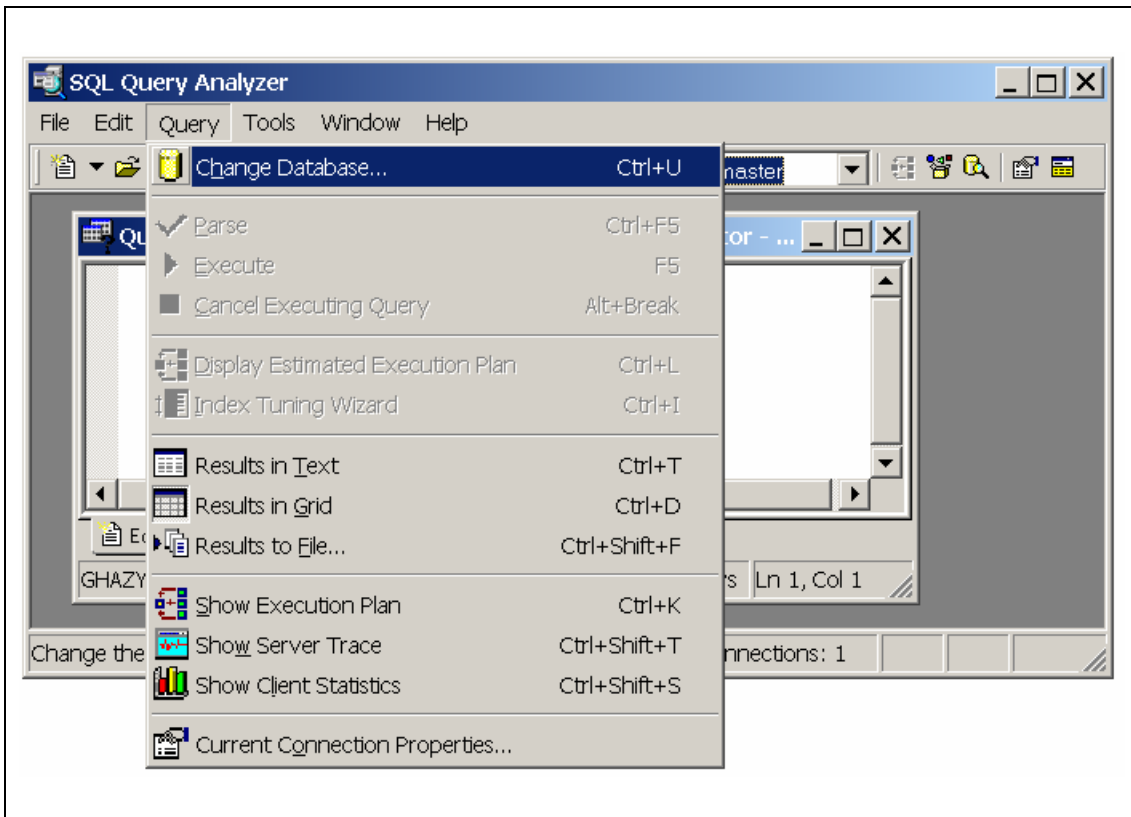 SQL Query Analyzer
File Edit Query Tools Window Help
Change Database... Ctrl+U
master
Parse Ctrl+F5
Execute F5
Cancel Executing Query Alt+Break
Display Estimated Execution Plan Ctrl+L
Index Tuning Wizard Ctrl+I
Results in Text Ctrl+T
Results in Grid Ctrl+D
Results to File... Ctrl+Shift+F
GHAZY
Ln 1, Col 1
Show Execution Plan Ctrl+K
Show Server Trace Ctrl+Shift+T
Change the
nnections: 1
Show Client Statistics Ctrl+Shift+S
Current Connection Properties...